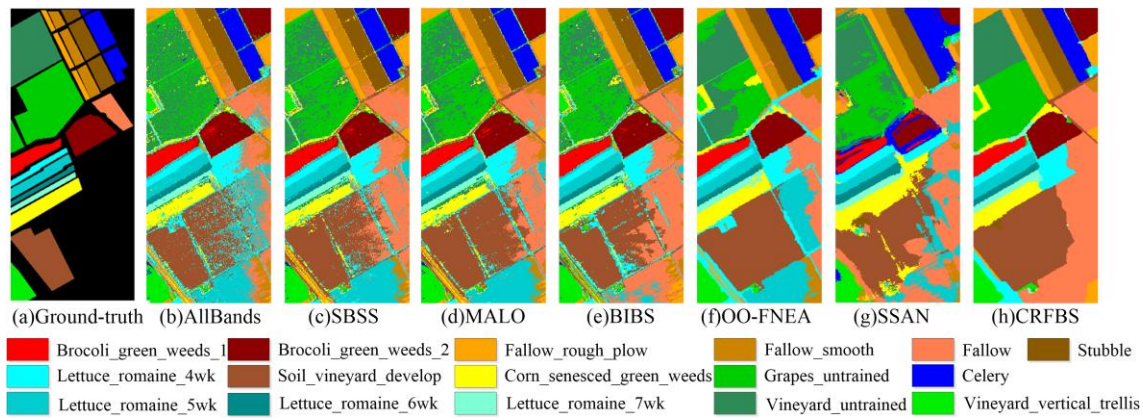 (a)Ground-truth (b)AllBands (c)SBSS (d)MALO (e)BIBS (f)OO-FNEA (g)SSAN (h)CRFBS
Brocoli_green_weeds_1 Brocoli_green_weeds_2 Fallow_rough_plow Fallow_smooth Fallow Stubble
Lettuce_romaine_4wk Soil_vineyard_develop Corn_senesced_green_weeds Grapes_untrained Celery
Lettuce_romaine_5wk Lettuce_romaine_6wk Lettuce_romaine_7wk Vineyard_untrained Vineyard_vertical_trellis